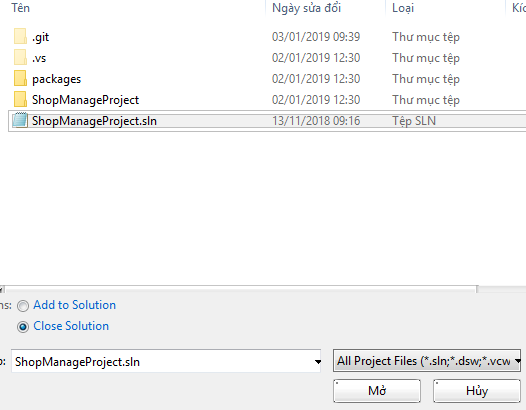 Tên Ngày sửa đổi Loại Kíc
.git 03/01/2019 09:39 Thư mục tệp
.vs 02/01/2019 12:30 Thư mục tệp
packages 02/01/2019 12:30 Thư mục tệp
ShopManageProject 02/01/2019 12:30 Thư mục tệp
ShopManageProject.sln 13/11/2018 09:16 Tệp SLN
ns: Add to Solution
Close Solution
ShopManageProject.sln All Project Files (*.sln;*.dsw;*.vcw
Mở Hủy